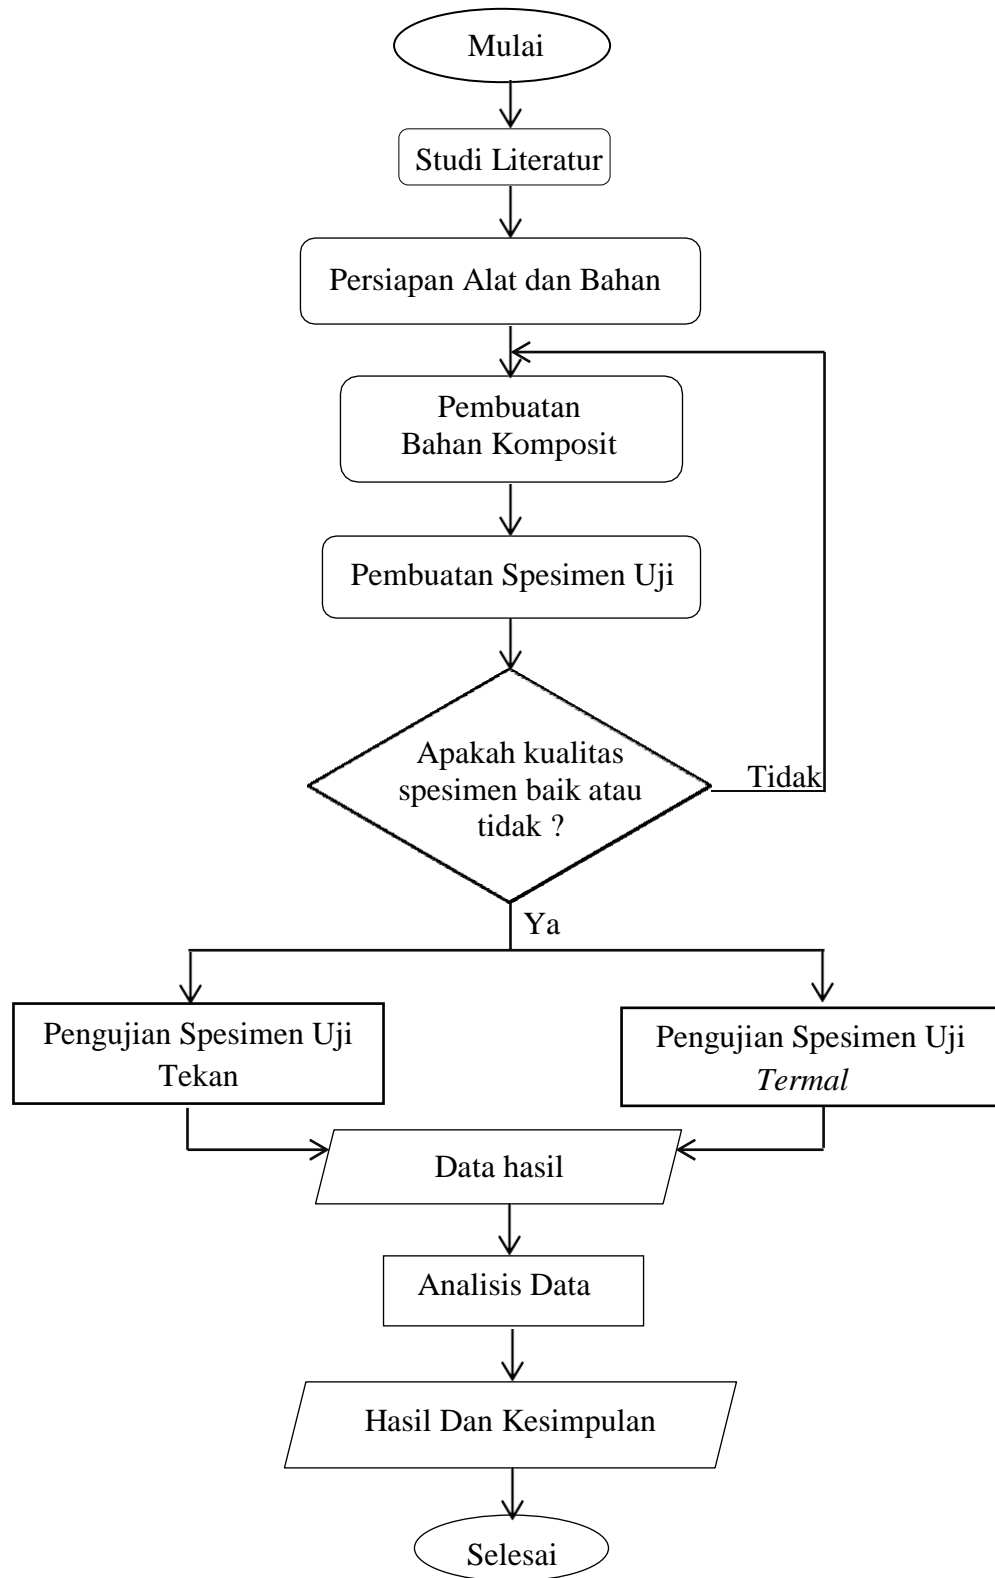 Mulai
Studi Literatur
Persiapan Alat dan Bahan
Pembuatan
Bahan Komposit
Pembuatan Spesimen Uji
Apakah kualitas
spesimen baik atau
tidak ?
Tidak
Ya
Pengujian Spesimen Uji
Tekan
Pengujian Spesimen Uji
Termal
Data hasil
Analisis Data
Hasil Dan Kesimpulan
Selesai